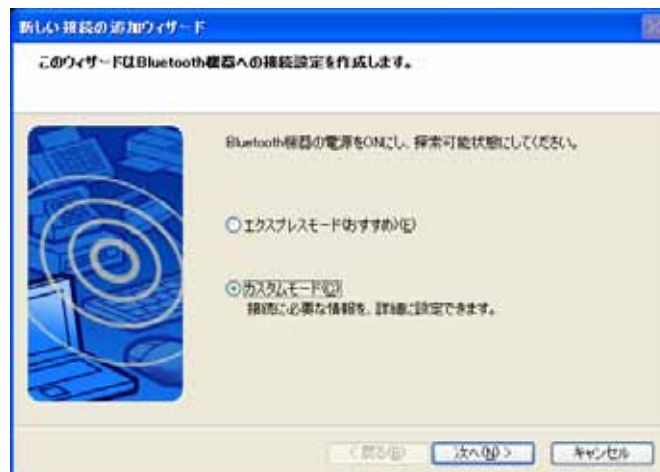 新しい接続の追加ウィザード
このウィザードはBluetooth機器への接続設定を作成します。
Bluetooth機器の電源をONにし、探索可能状態にしてください。
エクスプレスモード(おすすめ)(E)
カスタムモード(C)
接続に必要な情報を、詳細に設定できます。
< 戻る(B)
次へ(N) >
キャンセル